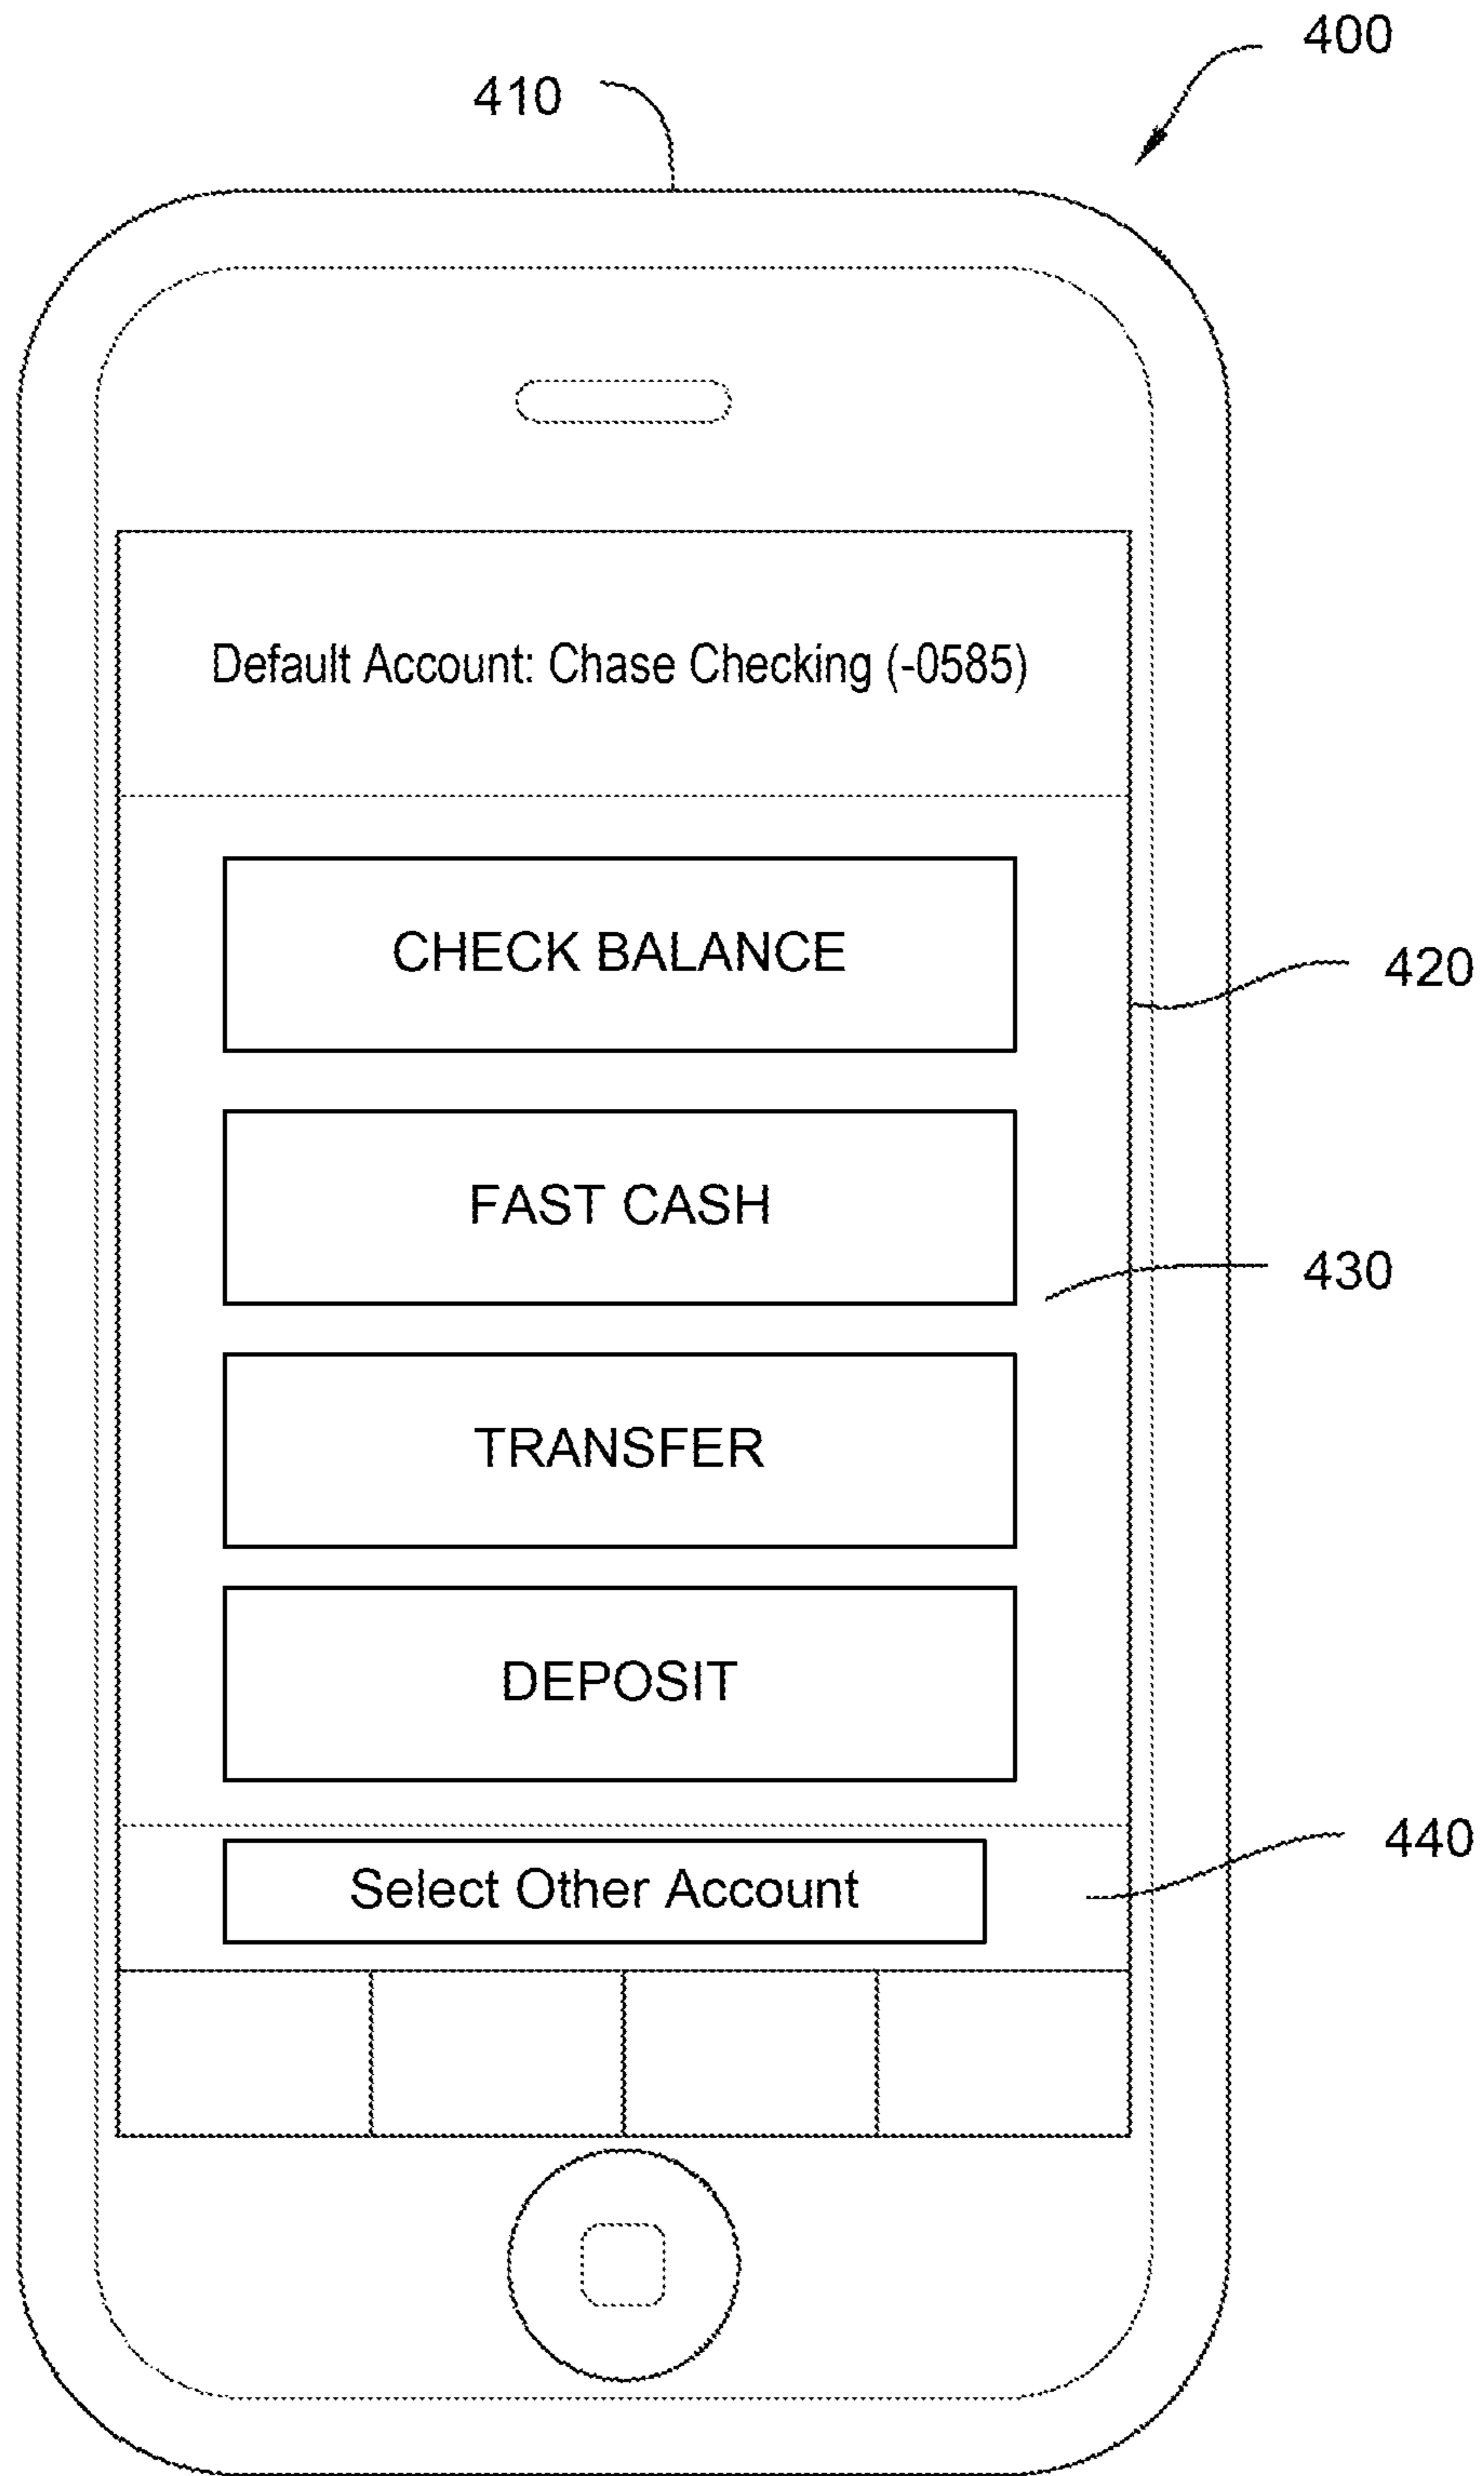 400
410
Default Account: Chase Checking (-0585)
CHECK BALANCE
420
FAST CASH
430
TRANSFER
DEPOSIT
440
Select Other Account